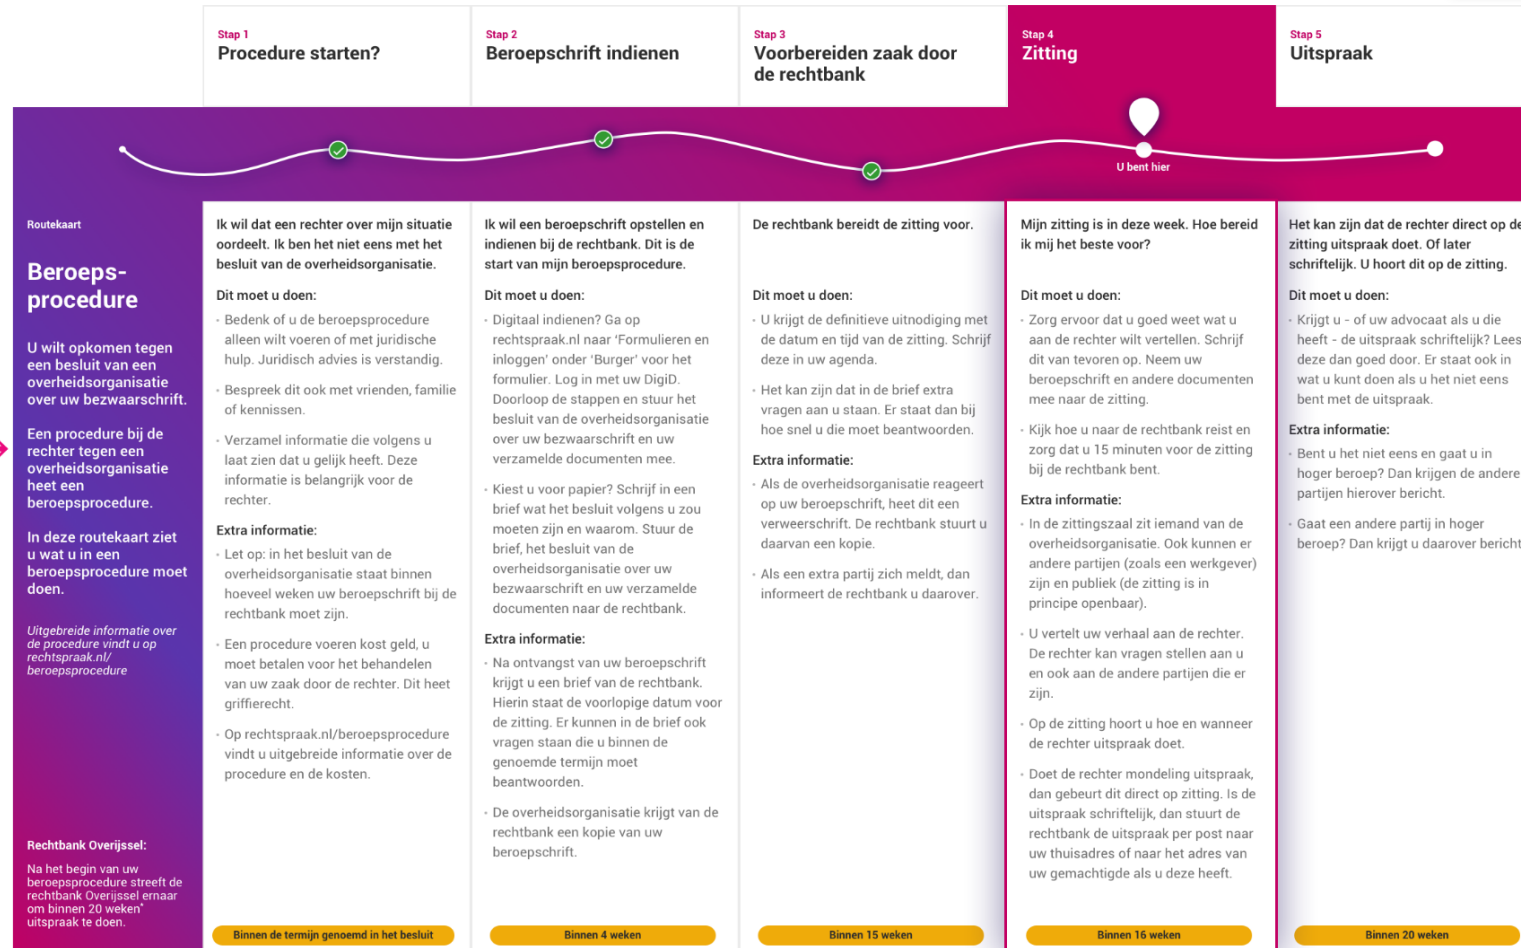 Stap 1
Procedure starten?
Stap 2
Beroepschrift indienen
Stap 3
Voorbereiden zaak door
de rechtbank
Stap 4
Zitting
Stap 5
Uitspraak
U bent hier
Routekaart
Beroeps-
procedure
U wilt opkomen tegen
een besluit van een
overheidsorganisatie
over uw bezwaarschrift.
Een procedure bij de
rechter tegen een
overheidsorganisatie
heet een
beroepsprocedure.
In deze routekaart ziet
u wat u in een
beroepsprocedure moet
doen.
Uitgebreide informatie over
de procedure vindt u op
rechtspraak.nl/
beroepsprocedure
Rechtbank Overijssel:
Na het begin van uw
beroepsprocedure streeft de
rechtbank Overijssel ernaar
om binnen 20 weken*
uitspraak te doen.
Ik wil dat een rechter over mijn situatie
oordeelt. Ik ben het niet eens met het
besluit van de overheidsorganisatie.
Dit moet u doen:
• Bedenk of u de beroepsprocedure
alleen wilt voeren of met juridische
hulp. Juridisch advies is verstandig.
• Bespreek dit ook met vrienden, familie
of kennissen.
• Verzamel informatie die volgens u
laat zien dat u gelijk heeft. Deze
informatie is belangrijk voor de
rechter.
Extra informatie:
• Let op: in het besluit van de
overheidsorganisatie staat binnen
hoeveel weken uw beroepschrift bij de
rechtbank moet zijn.
• Een procedure voeren kost geld, u
moet betalen voor het behandelen
van uw zaak door de rechter. Dit heet
griffierecht.
• Op rechtspraak.nl/beroepsprocedure
vindt u uitgebreide informatie over de
procedure en de kosten.
Binnen de termijn genoemd in het besluit
Ik wil een beroepschrift opstellen en
indienen bij de rechtbank. Dit is de
start van mijn beroepsprocedure.
Dit moet u doen:
• Digitaal indienen? Ga op
rechtspraak.nl naar ‘Formulieren en
inloggen’ onder ‘Burger’ voor het
formulier. Log in met uw DigiD.
Doorloop de stappen en stuur het
besluit van de overheidsorganisatie
over uw bezwaarschrift en uw
verzamelde documenten mee.
• Kiest u voor papier? Schrijf in een
brief wat het besluit volgens u zou
moeten zijn en waarom. Stuur de
brief, het besluit van de
overheidsorganisatie over uw
bezwaarschrift en uw verzamelde
documenten naar de rechtbank.
Extra informatie:
• Na ontvangst van uw beroepschrift
krijgt u een brief van de rechtbank.
Hierin staat de voorlopige datum voor
de zitting. Er kunnen in de brief ook
vragen staan die u binnen de
genoemde termijn moet
beantwoorden.
• De overheidsorganisatie krijgt van de
rechtbank een kopie van uw
beroepschrift.
Binnen 4 weken
De rechtbank bereidt de zitting voor.
Dit moet u doen:
• U krijgt de definitieve uitnodiging met
de datum en tijd van de zitting. Schrijf
deze in uw agenda.
• Het kan zijn dat in de brief extra
vragen aan u staan. Er staat dan bij
hoe snel u die moet beantwoorden.
Extra informatie:
• Als de overheidsorganisatie reageert
op uw beroepschrift, heet dit een
verweerschrift. De rechtbank stuurt u
daarvan een kopie.
• Als een extra partij zich meldt, dan
informeert de rechtbank u daarover.
Binnen 15 weken
Mijn zitting is in deze week. Hoe bereid
ik mij het beste voor?
Dit moet u doen:
• Zorg ervoor dat u goed weet wat u
aan de rechter wilt vertellen. Schrijf
dit van tevoren op. Neem uw
beroepschrift en andere documenten
mee naar de zitting.
• Kijk hoe u naar de rechtbank reist en
zorg dat u 15 minuten voor de zitting
bij de rechtbank bent.
Extra informatie:
• In de zittingszaal zit iemand van de
overheidsorganisatie. Ook kunnen er
andere partijen (zoals een werkgever)
zijn en publiek (de zitting is in
principe openbaar).
• U vertelt uw verhaal aan de rechter.
De rechter kan vragen stellen aan u
en ook aan de andere partijen die er
zijn.
• Op de zitting hoort u hoe en wanneer
de rechter uitspraak doet.
• Doet de rechter mondeling uitspraak,
dan gebeurt dit direct op zitting. Is de
uitspraak schriftelijk, dan stuurt de
rechtbank de uitspraak per post naar
uw thuisadres of naar het adres van
uw gemachtigde als u deze heeft.
Binnen 16 weken
Het kan zijn dat de rechter direct op de
zitting uitspraak doet. Of later
schriftelijk. U hoort dit op de zitting.
Dit moet u doen:
• Krijgt u - of uw advocaat als u die
heeft - de uitspraak schriftelijk? Lees
deze dan goed door. Er staat ook in
wat u kunt doen als u het niet eens
bent met de uitspraak.
Extra informatie:
• Bent u het niet eens en gaat u in
hoger beroep? Dan krijgen de andere
partijen hierover bericht.
• Gaat een andere partij in hoger
beroep? Dan krijgt u daarover bericht
Binnen 20 weken